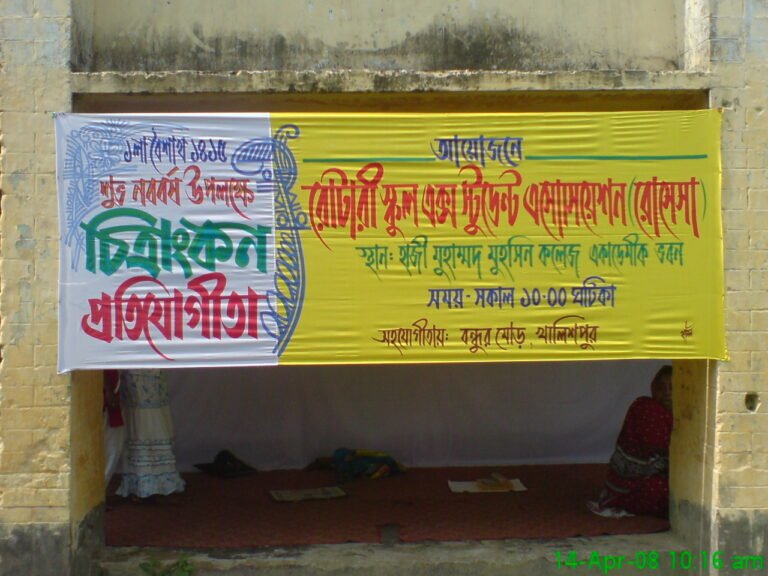 ১লা বৈশাখ ১৪১৫
শুভ নববর্ষ উপলক্ষে
চিত্রাংকন
প্রতিযোগীতা
আয়োজনে
রোটারী স্কুল এক্স স্টুডেন্ট এসোসিয়েশন (রোসেসা)
স্থান: হাজী মুহাম্মদ মুহসিন কলেজ একাডেমীক ভবন
সময় - সকাল ১০:০০ ঘটিকা
সহযোগীতায়: বন্ধুর মোড়, খালিশপুর
14-Apr-08 10:16 am